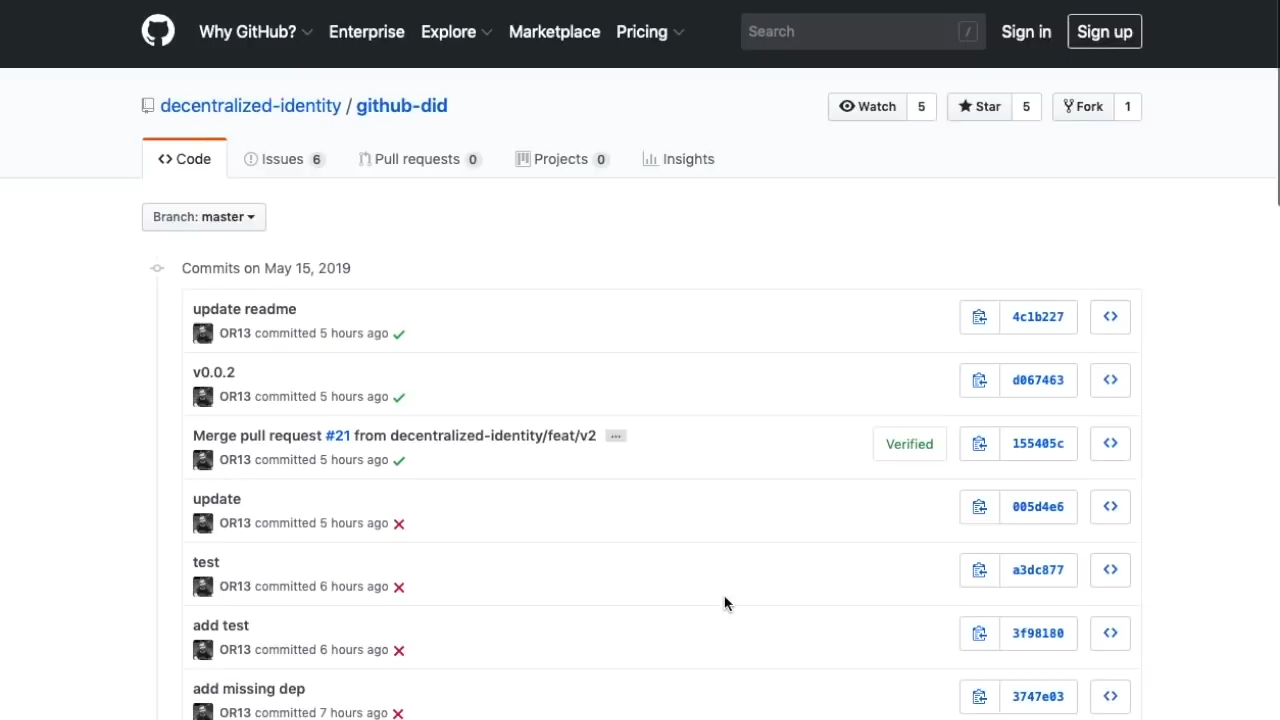 Why GitHub? Enterprise Explore Marketplace Pricing Search / Sign in Sign up
decentralized-identity / github-did Watch 5 Star 5 Fork 1
Code Issues 6 Pull requests 0 Projects 0 Insights
Branch: master
Commits on May 15, 2019
update readme
OR13 committed 5 hours ago
4c1b227
v0.0.2
OR13 committed 5 hours ago
d067463
Merge pull request #21 from decentralized-identity/feat/v2 …
OR13 committed 5 hours ago
Verified 155405c
update
OR13 committed 5 hours ago
005d4e6
test
OR13 committed 6 hours ago
a3dc877
add test
OR13 committed 6 hours ago
3f98180
add missing dep
OR13 committed 7 hours ago
3747e03